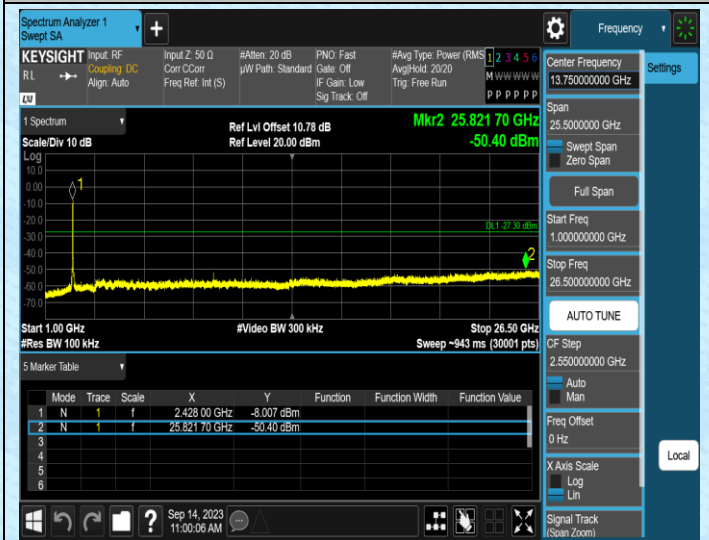 Spectrum Analyzer 1
Swept SA
Frequency
KEYSIGHT
RL
LXI
Input: RF
Coupling: DC
Align: Auto
Input Z: 50 Ω
Corr CCorr
Freq Ref: Int (S)
#Atten: 20 dB
µW Path: Standard
PNO: Fast
Gate: Off
IF Gain: Low
Sig Track: Off
#Avg Type: Power (RMS
Avg|Hold: 20/20
Trig: Free Run
1 2 3 4 5 6
M W W W W W
P P P P P P
1 Spectrum
Scale/Div 10 dB
Ref Lvl Offset 10.78 dB
Ref Level 20.00 dBm
Mkr2 25.821 70 GHz
-50.40 dBm
Log
10.0
0.00
-10.0
-20.0
-30.0
-40.0
-50.0
-60.0
-70.0
1
DL1 -27.30 dBm
2
Start 1.00 GHz
#Res BW 100 kHz
#Video BW 300 kHz
Stop 26.50 GHz
Sweep ~943 ms (30001 pts)
5 Marker Table
Mode Trace Scale X Y Function Function Width Function Value
1 N 1 f 2.428 00 GHz -8.007 dBm
2 N 1 f 25.821 70 GHz -50.40 dBm
3
4
5
6
Sep 14, 2023
11:00:06 AM
Center Frequency
13.750000000 GHz
Settings
Span
25.5000000 GHz
Swept Span
Zero Span
Full Span
Start Freq
1.000000000 GHz
Stop Freq
26.500000000 GHz
AUTO TUNE
CF Step
2.550000000 GHz
Auto
Man
Freq Offset
0 Hz
Local
X Axis Scale
Log
Lin
Signal Track
(Span Zoom)